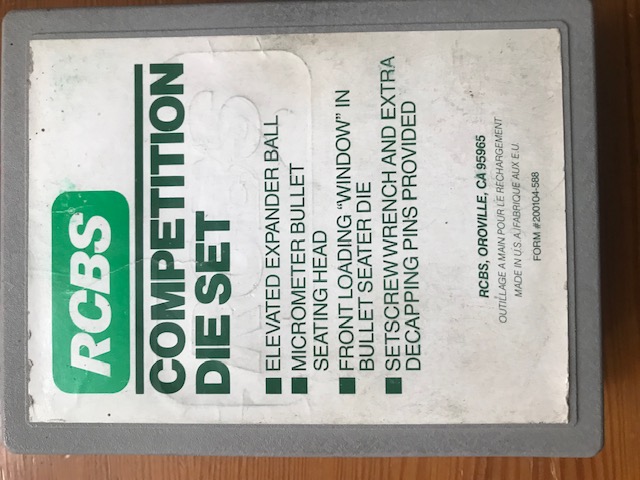 RCBS
COMPETITION
DIE SET
■ ELEVATED EXPANDER BALL
■ MICROMETER BULLET
SEATING HEAD
■ FRONT LOADING "WINDOW" IN
BULLET SEATER DIE
■ SETSCREW WRENCH AND EXTRA
DECAPPING PINS PROVIDED
RCBS, OROVILLE, CA 95965
OUTILLAGE A MAIN POUR LE RECHARGEMENT
MADE IN U.S.A./FABRIQUE AUX E.U.
FORM #200104-588